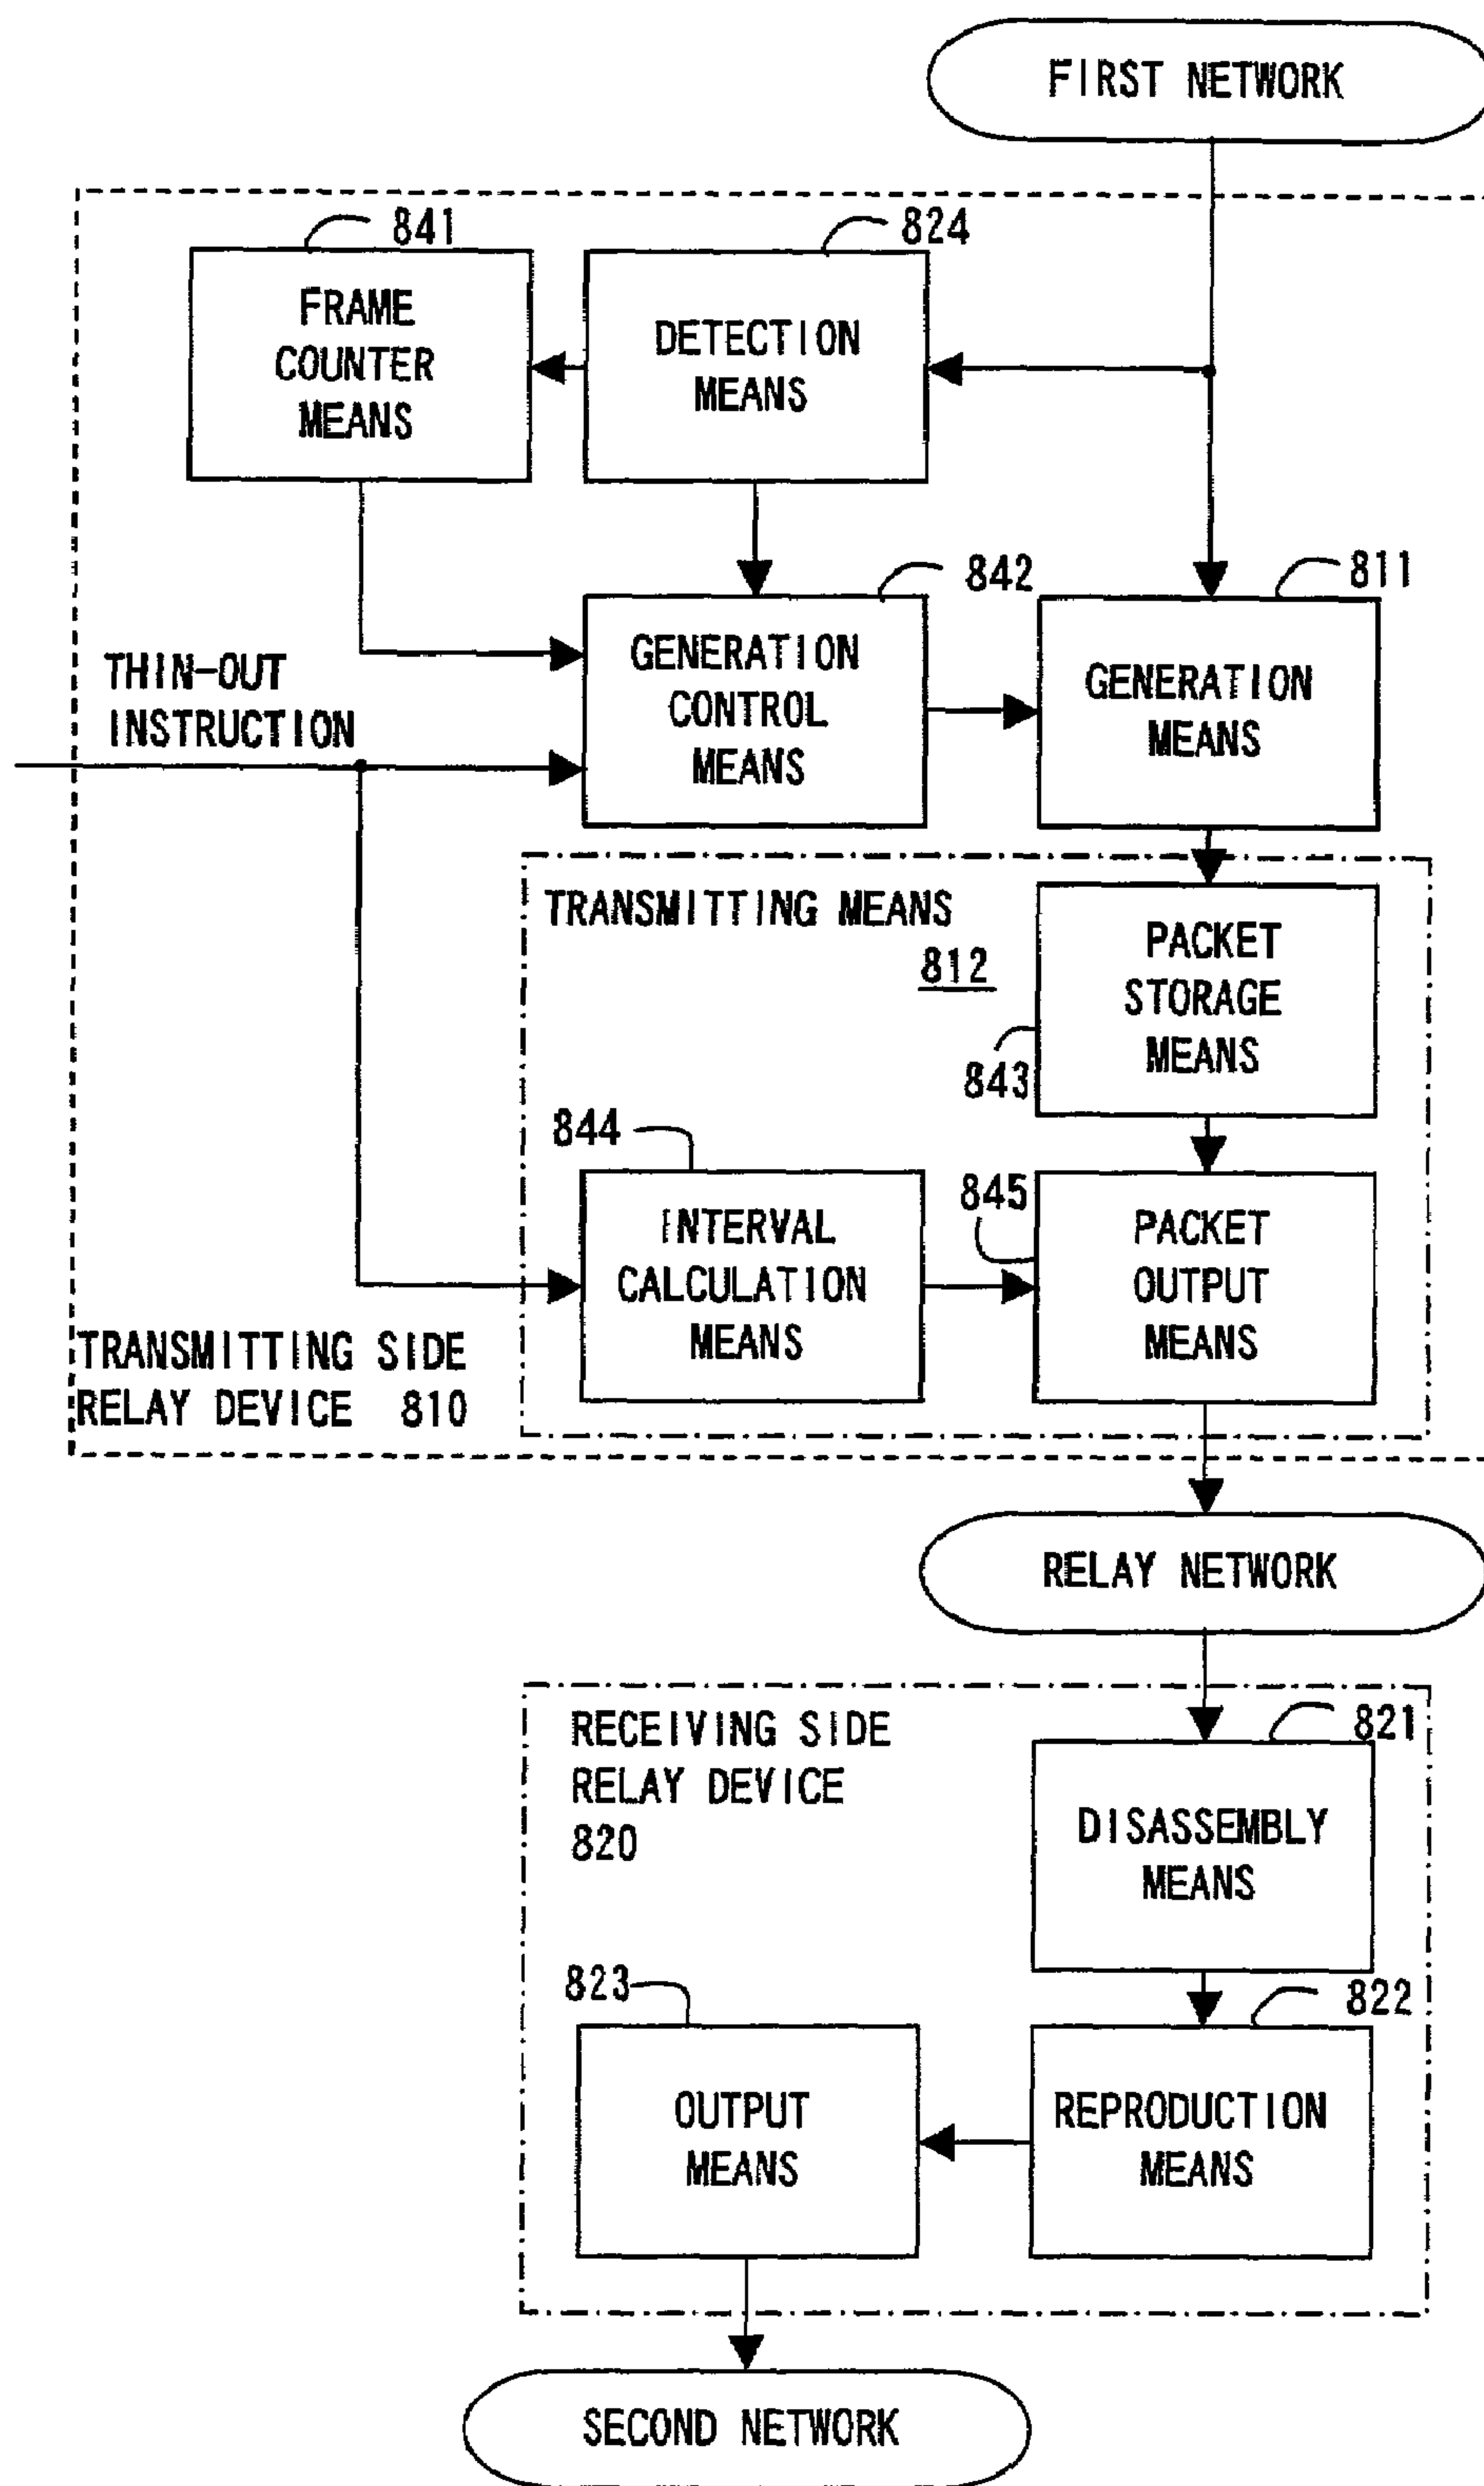 FIRST NETWORK
841
824
FRAME
COUNTER
MEANS
DETECTION
MEANS
842
811
THIN-OUT
INSTRUCTION
GENERATION
CONTROL
MEANS
GENERATION
MEANS
TRANSMITTING MEANS
812
PACKET
STORAGE
MEANS
843
844
845
INTERVAL
CALCULATION
MEANS
PACKET
OUTPUT
MEANS
TRANSMITTING SIDE
RELAY DEVICE 810
RELAY NETWORK
RECEIVING SIDE
RELAY DEVICE
820
821
DISASSEMBLY
MEANS
823
822
OUTPUT
MEANS
REPRODUCTION
MEANS
SECOND NETWORK